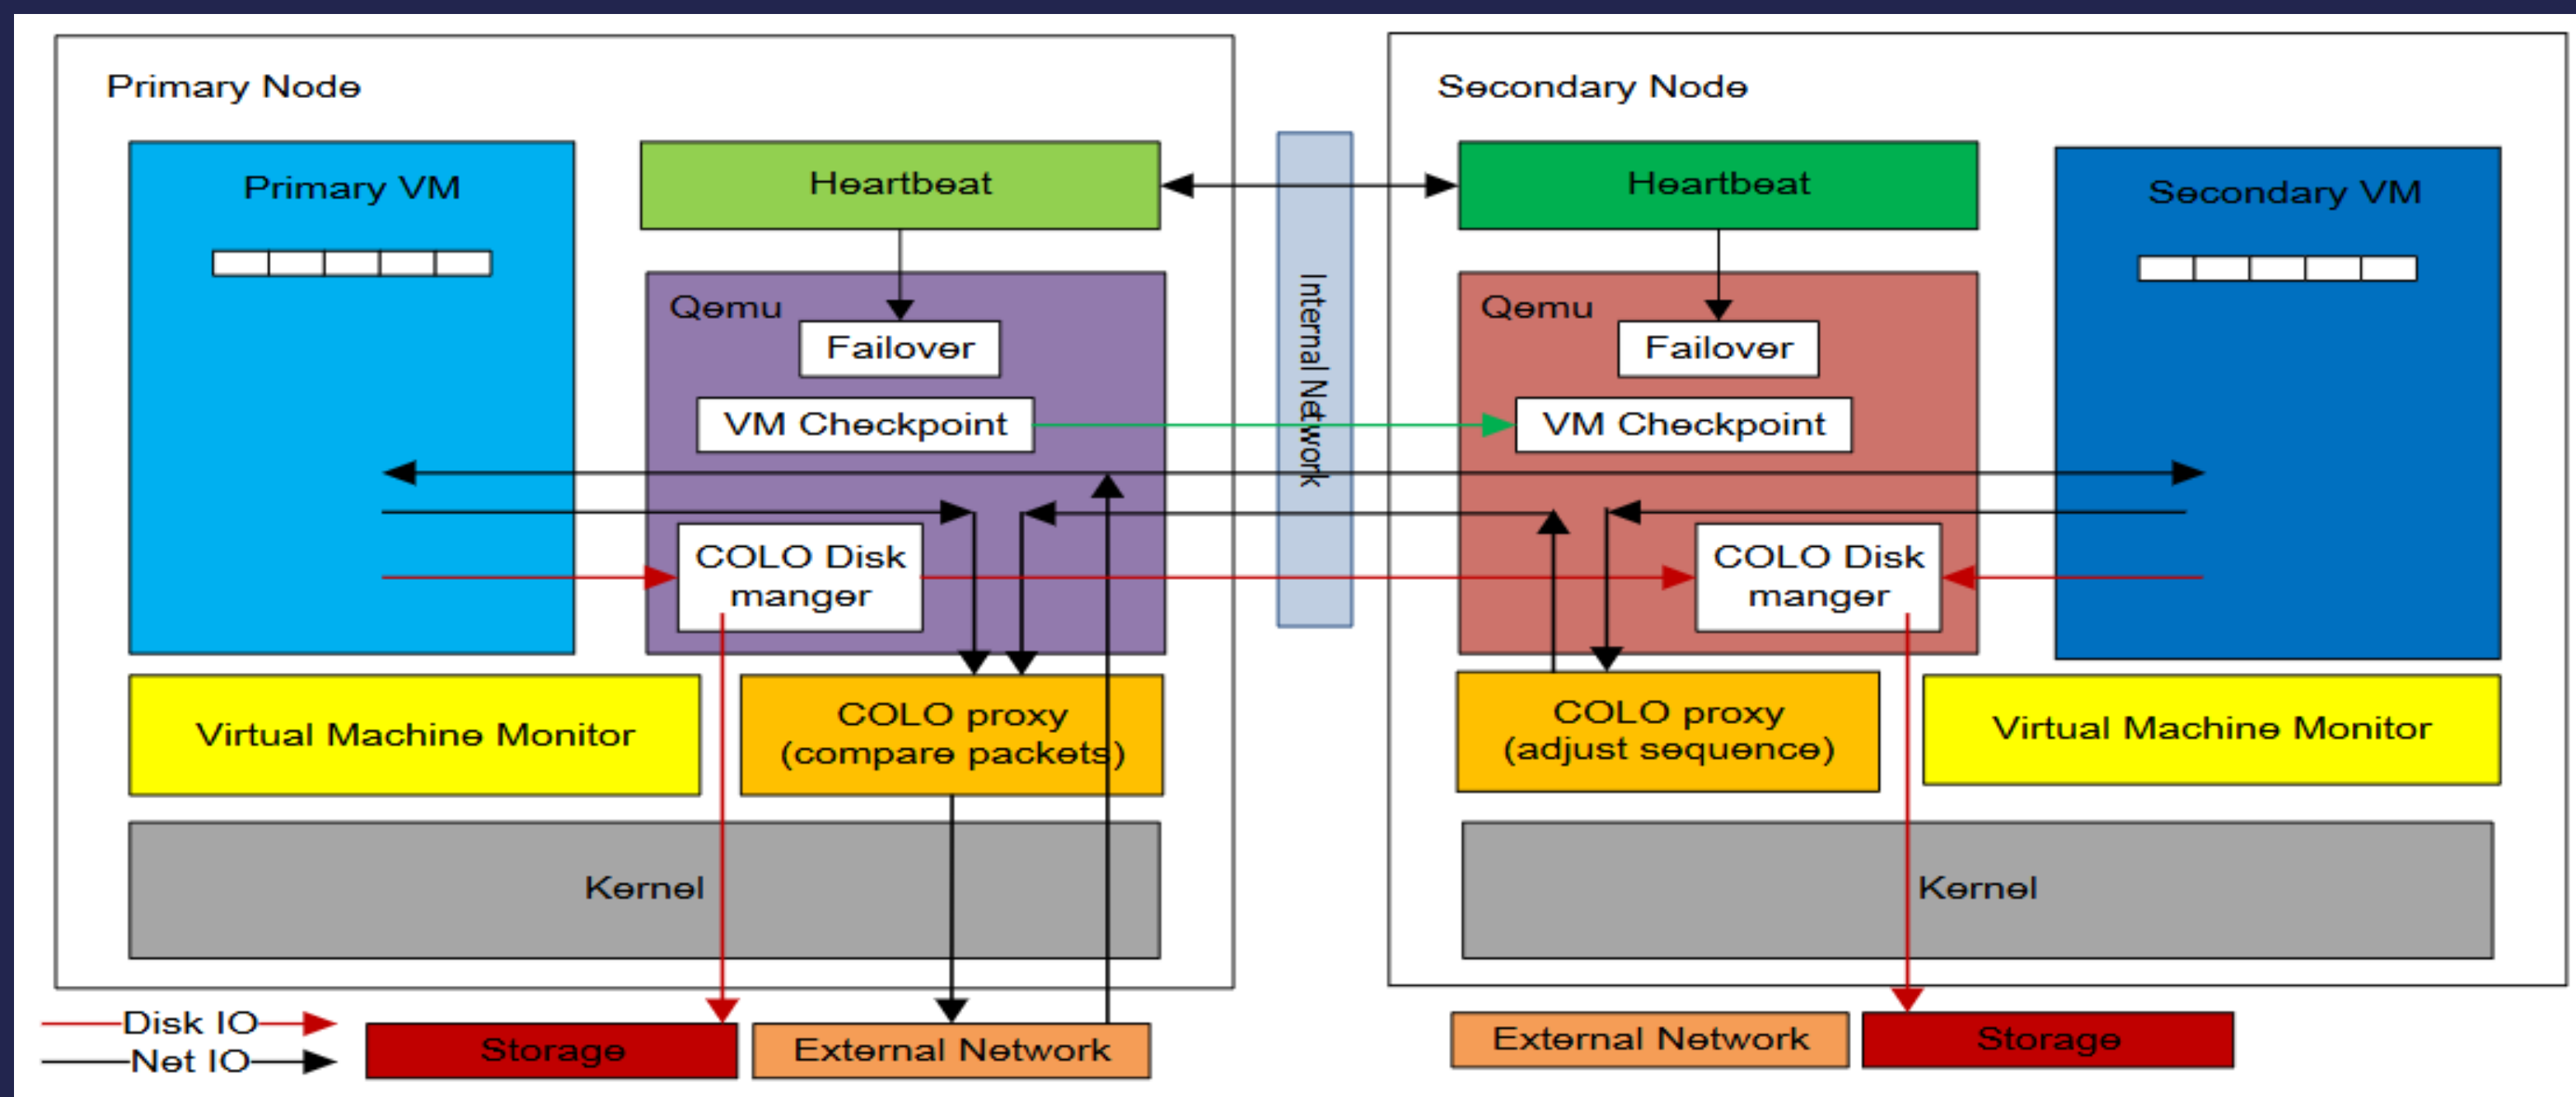 Primary Node
Primary VM
Heartbeat
Qemu
Failover
VM Checkpoint
COLO Disk
manger
Virtual Machine Monitor
COLO proxy
(compare packets)
Kernel
Internal Network
Secondary Node
Heartbeat
Secondary VM
Qemu
Failover
VM Checkpoint
COLO Disk
manger
COLO proxy
(adjust sequence)
Virtual Machine Monitor
Kernel
Disk IO
Net IO
Storage
External Network
External Network
Storage